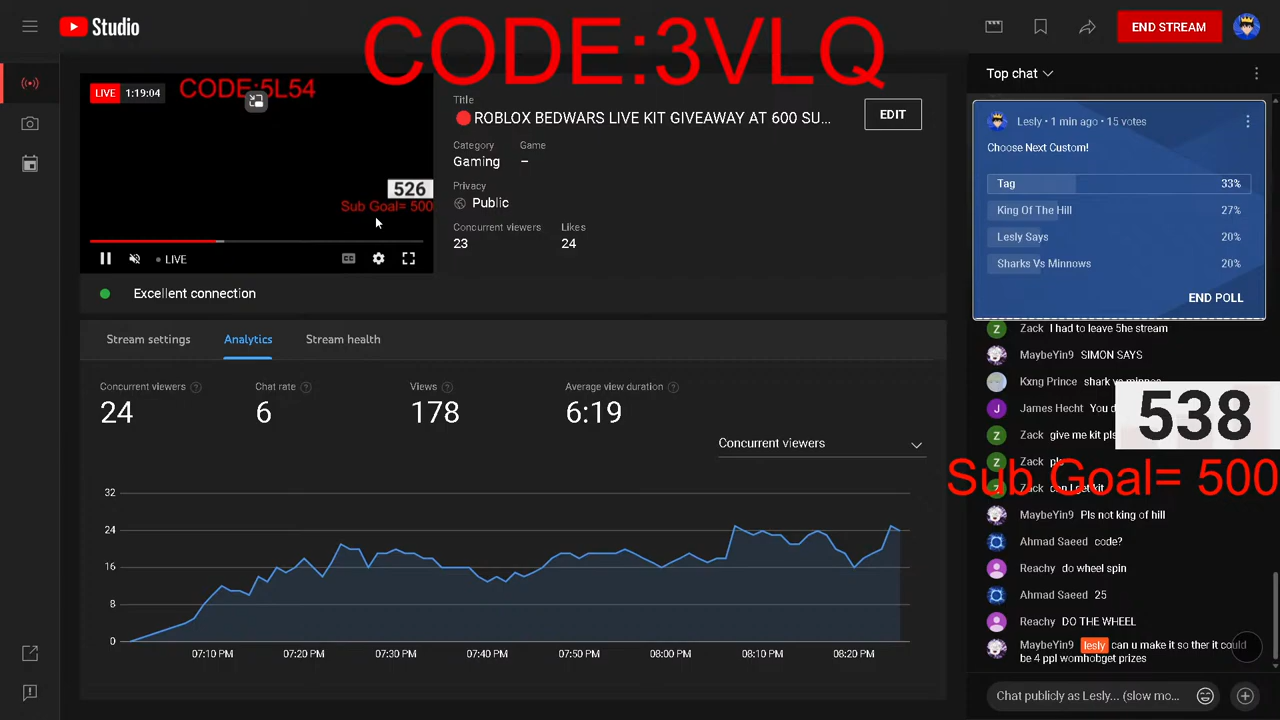 Studio
CODE:3VLQ
END STREAM
LIVE 1:19:04
CODE:5L54
526
Sub Goal= 500
LIVE
Title
🔴ROBLOX BEDWARS LIVE KIT GIVEAWAY AT 600 SU...
EDIT
Category Game
Gaming –
Privacy
Public
Concurrent viewers Likes
23 24
Excellent connection
Stream settings Analytics Stream health
Concurrent viewers Chat rate Views Average view duration
24 6 178 6:19
Concurrent viewers
32
24
16
8
0
07:10 PM 07:20 PM 07:30 PM 07:40 PM 07:50 PM 08:00 PM 08:10 PM 08:20 PM
Top chat
Lesly • 1 min ago • 15 votes
Choose Next Custom!
Tag 33%
King Of The Hill 27%
Lesly Says 20%
Sharks Vs Minnows 20%
END POLL
Zack I had to leave 5he stream
MaybeYin9 SIMON SAYS
Kxng Prince shark vs
James Hecht You
538
Zack give me kit pls
Zack
Sub Goal= 500
Zack can I get kit
MaybeYin9 Pls not king of hill
Ahmad Saeed code?
Reachy do wheel spin
Ahmad Saeed 25
Reachy DO THE WHEEL
MaybeYin9 lesly can u make it so ther it could
be 4 ppl womhobget prizes
Chat publicly as Lesly... (slow mo...